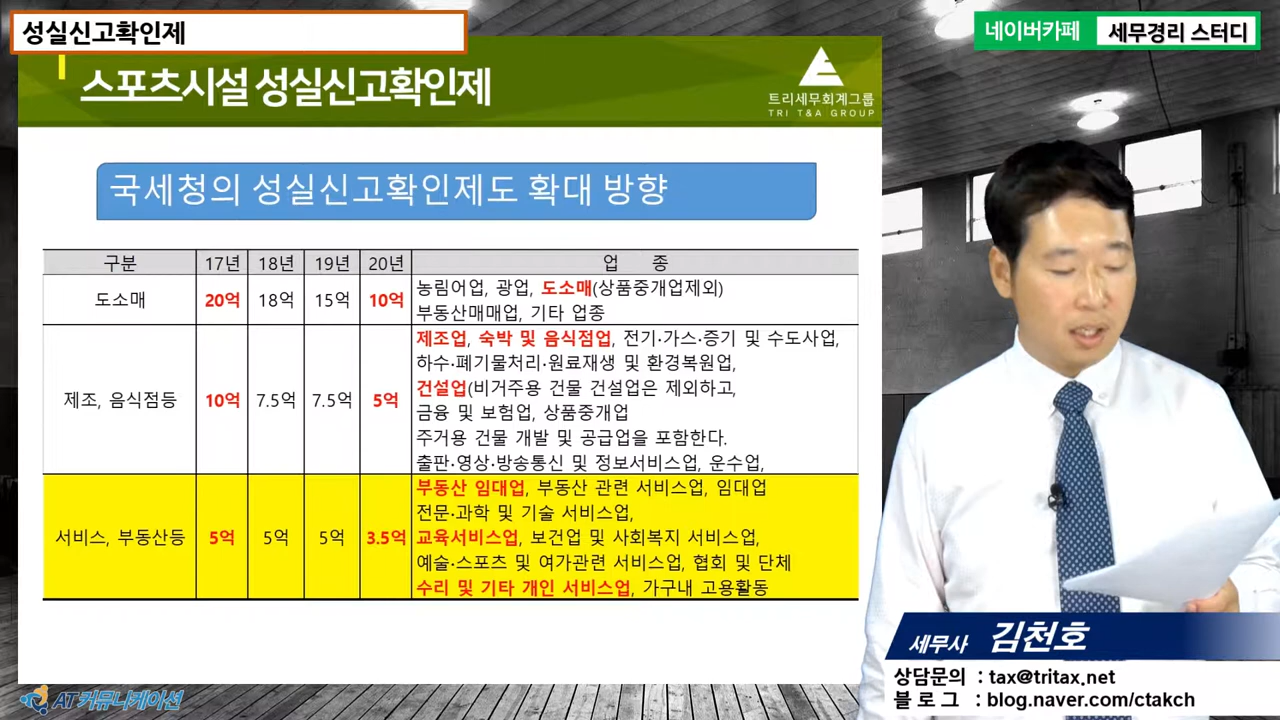 성실신고확인제
네이버카페 세무경리 스터디
스포츠시설 성실신고확인제
트리세무회계그룹
TRI T&A GROUP
국세청의 성실신고확인제도 확대 방향
구분 17년 18년 19년 20년 업 종
도소매 20억 18억 15억 10억
농림어업, 광업, 도소매(상품중개업제외)
부동산매매업, 기타 업종
제조, 음식점등 10억 7.5억 7.5억 5억
제조업, 숙박 및 음식점업, 전기·가스·증기 및 수도사업,
하수·폐기물처리·원료재생 및 환경복원업,
건설업(비거주용 건물 건설업은 제외하고,
금융 및 보험업, 상품중개업
주거용 건물 개발 및 공급업을 포함한다.
출판·영상·방송통신 및 정보서비스업, 운수업,
서비스, 부동산등 5억 5억 5억 3.5억
부동산 임대업, 부동산 관련 서비스업, 임대업
전문·과학 및 기술 서비스업,
교육서비스업, 보건업 및 사회복지 서비스업,
예술·스포츠 및 여가관련 서비스업, 협회 및 단체
수리 및 기타 개인 서비스업, 가구내 고용활동
세무사 김천호
상담문의 : tax@tritax.net
블로그 : blog.naver.com/ctakch
AT커뮤니케이션